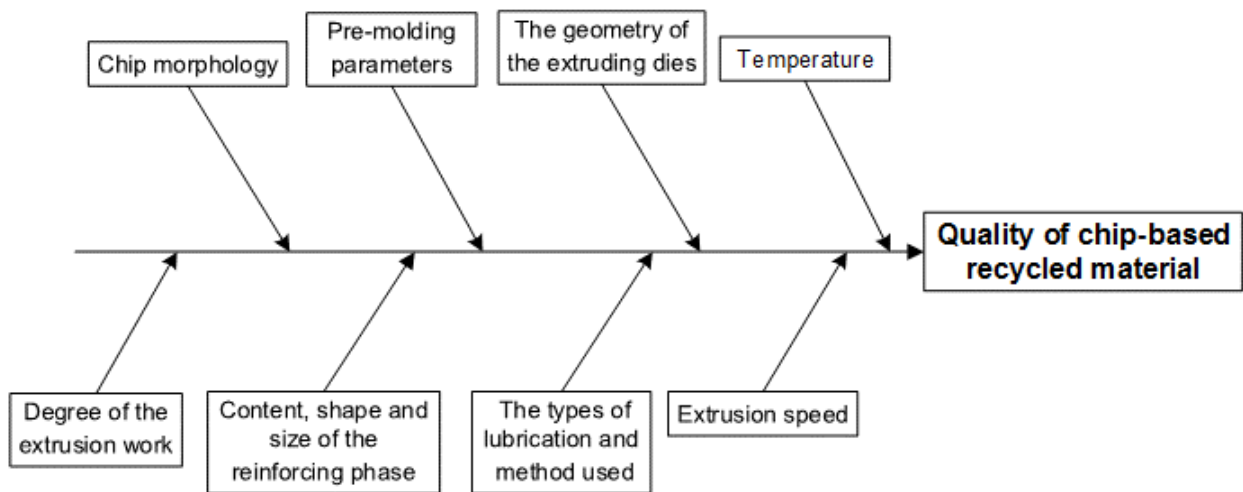 Chip morphology
Pre-molding
parameters
The geometry of
the extruding dies
Temperature
Quality of chip-based
recycled material
Degree of the
extrusion work
Content, shape and
size of the
reinforcing phase
The types of
lubrication and
method used
Extrusion speed